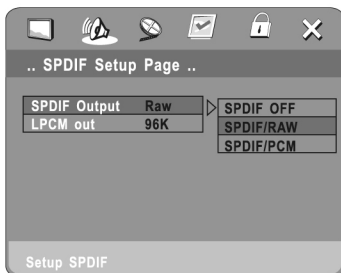 .. SPDIF Setup Page ..
SPDIF Output Raw SPDIF OFF
LPCM out 96K SPDIF/RAW
SPDIF/PCM
Setup SPDIF